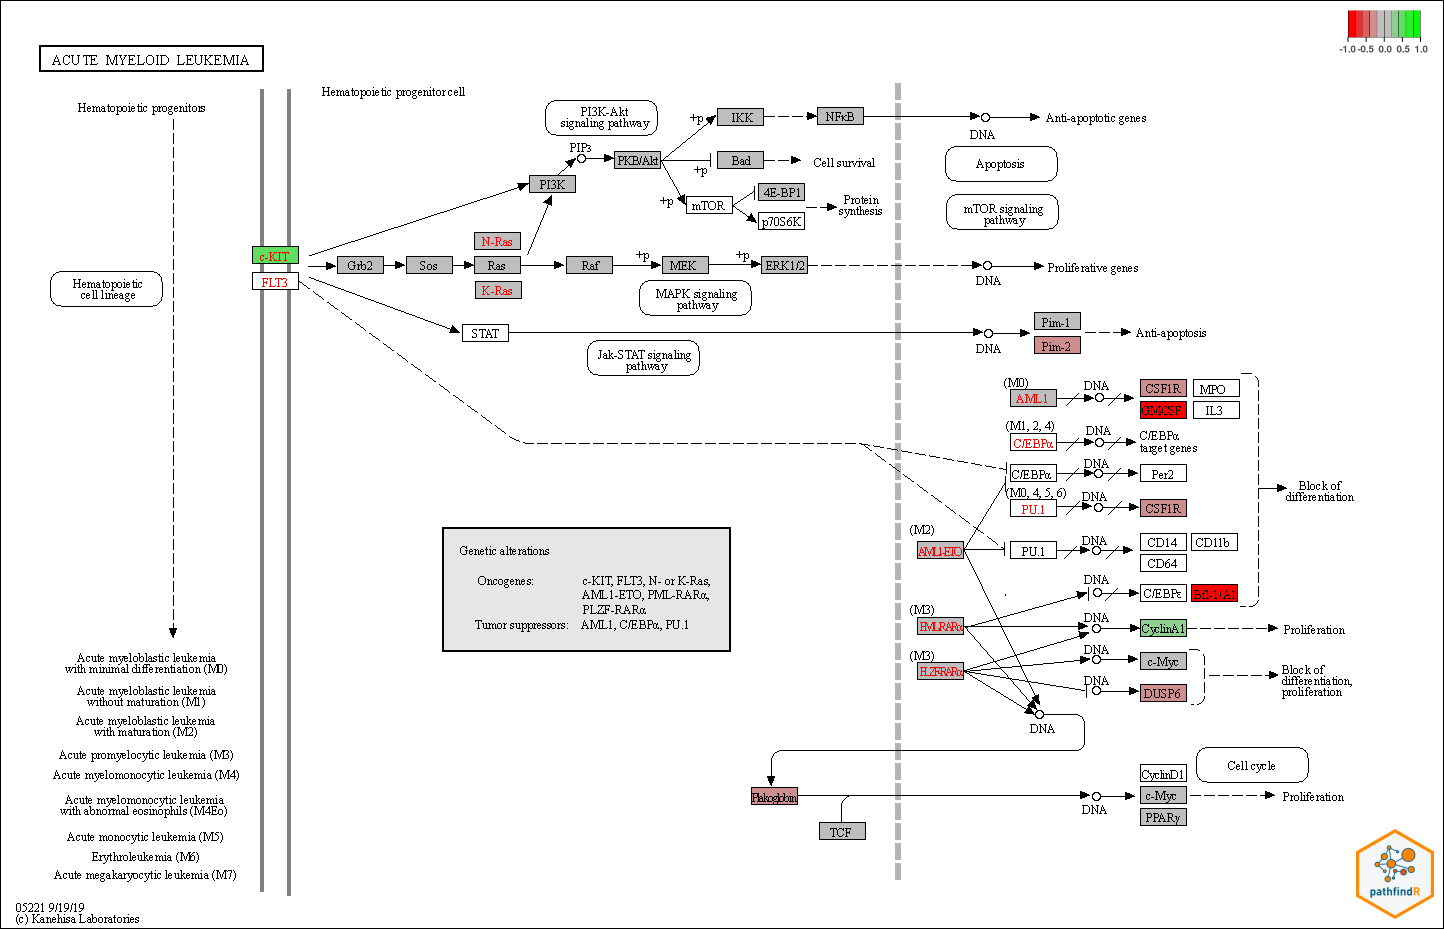 -1.0 -0.5 0.0 0.5 1.0
ACUTE MYELOID LEUKEMIA
Hematopoietic progenitors
Hematopoietic progenitor cell
PI3K-Akt
signaling pathway
+p
IKK
NFκB
DNA
Anti-apoptotic genes
PIP3
PKB/Akt
+p
Bad
Cell survival
Apoptosis
PI3K
+p
mTOR
4E-BP1
p70S6K
Protein
synthesis
mTOR signaling
pathway
c-KIT
FLT3
N-Ras
Grb2
Sos
Ras
K-Ras
Raf
+p
MEK
+p
ERK1/2
DNA
Proliferative genes
MAPK signaling
pathway
Hematopoietic
cell lineage
STAT
DNA
Pim-1
Pim-2
Anti-apoptosis
Jak-STAT signaling
pathway
(M0)
AML1
DNA
CSF1R
MPO
GMCSF
IL3
(M1, 2, 4)
C/EBPα
DNA
C/EBPα
target genes
C/EBPα
DNA
Per2
Block of
differentiation
(M0, 4, 5, 6)
PU.1
DNA
CSF1R
(M2)
AML1-ETO
PU.1
DNA
CD14
CD11b
CD64
DNA
C/EBPε
Bfl-1/A1
(M3)
PMLRARα
DNA
CyclinA1
Proliferation
(M3)
PLZFRARα
DNA
c-Myc
DNA
DUSP6
Block of
differentiation,
proliferation
DNA
Genetic alterations
Oncogenes: c-KIT, FLT3, N- or K-Ras,
AML1-ETO, PML-RARα,
PLZF-RARα
Tumor suppressors: AML1, C/EBPα, PU.1
Plakoglobin
TCF
DNA
CyclinD1
c-Myc
PPARγ
Cell cycle
Proliferation
Acute myeloblastic leukemia
with minimal differentiation (M0)
Acute myeloblastic leukemia
without maturation (M1)
Acute myeloblastic leukemia
with maturation (M2)
Acute promyelocytic leukemia (M3)
Acute myelomonocytic leukemia (M4)
Acute myelomonocytic leukemia
with abnormal eosinophils (M4Eo)
Acute monocytic leukemia (M5)
Erythroleukemia (M6)
Acute megakaryocytic leukemia (M7)
05221 9/19/19
(c) Kanehisa Laboratories
pathfindR